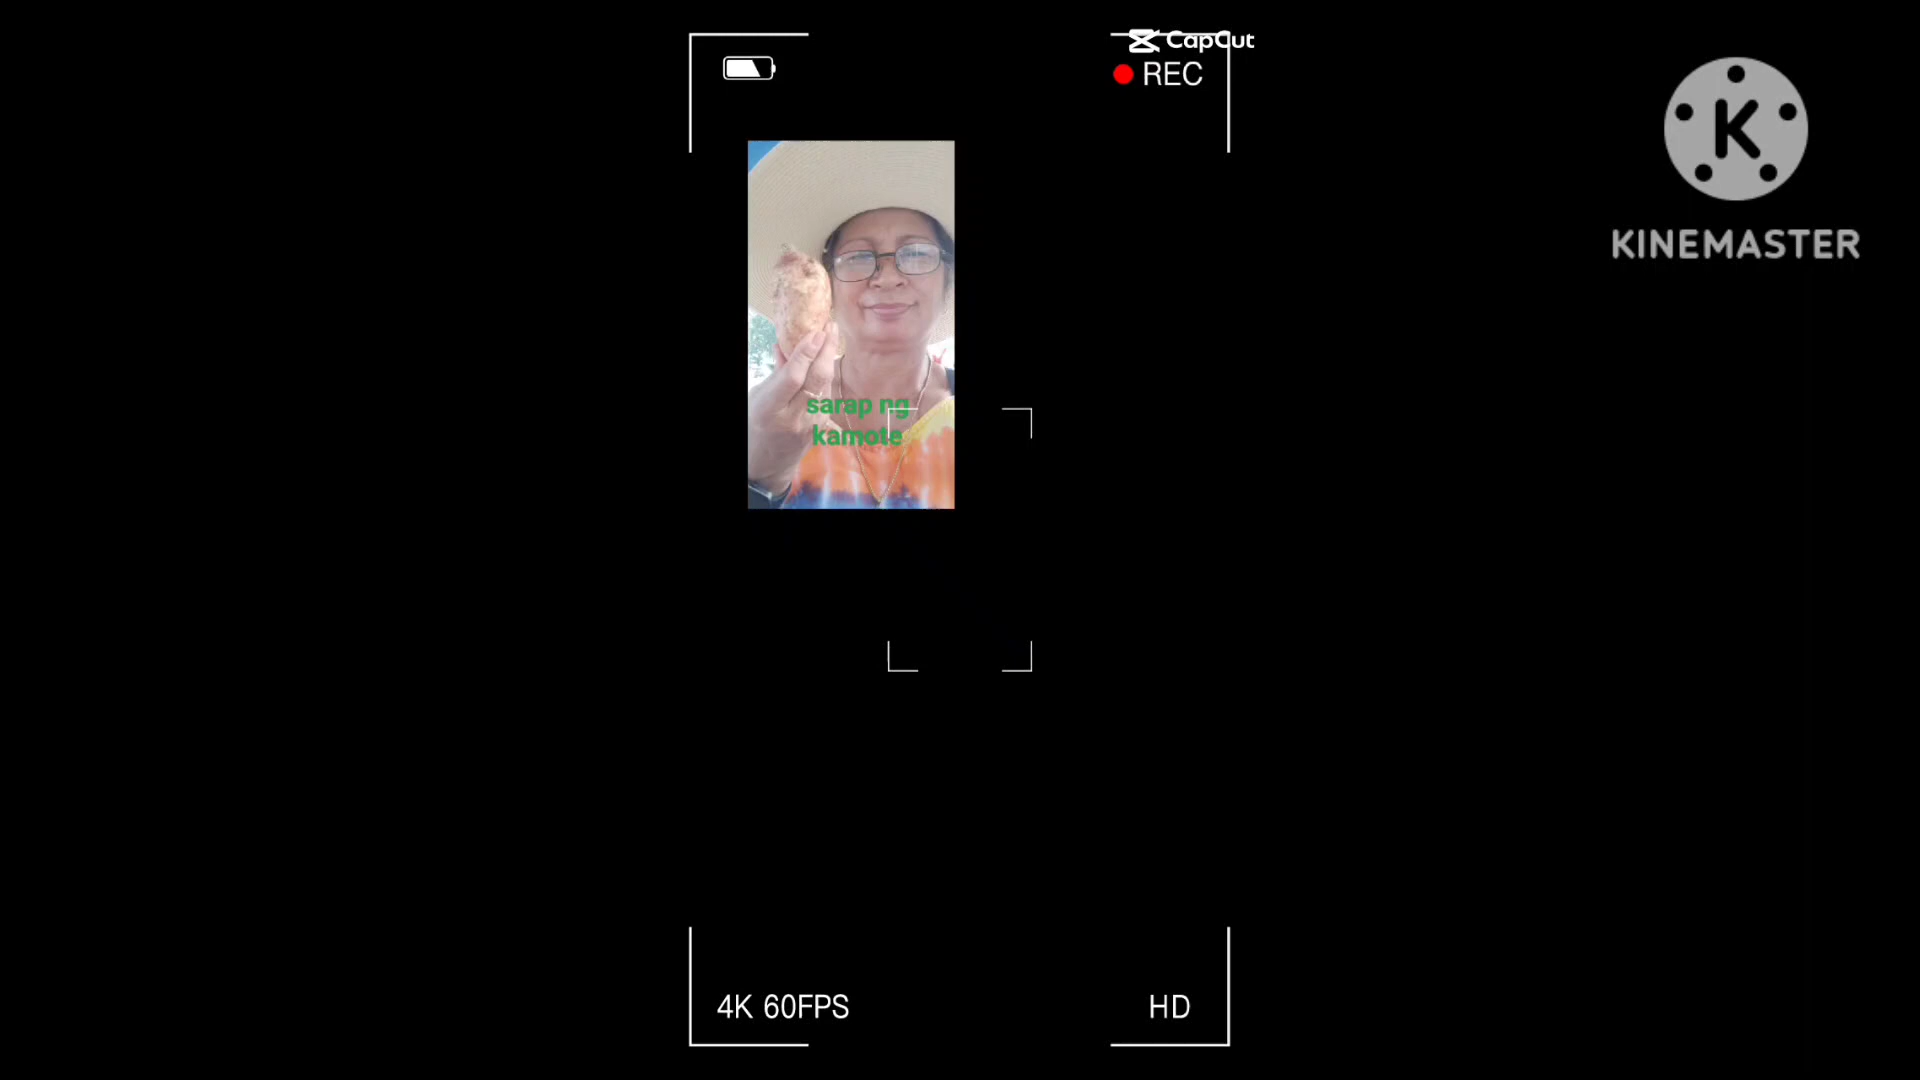 CapCut
REC
K
KINEMASTER
sarap ng
kamote
4K 60FPS
HD